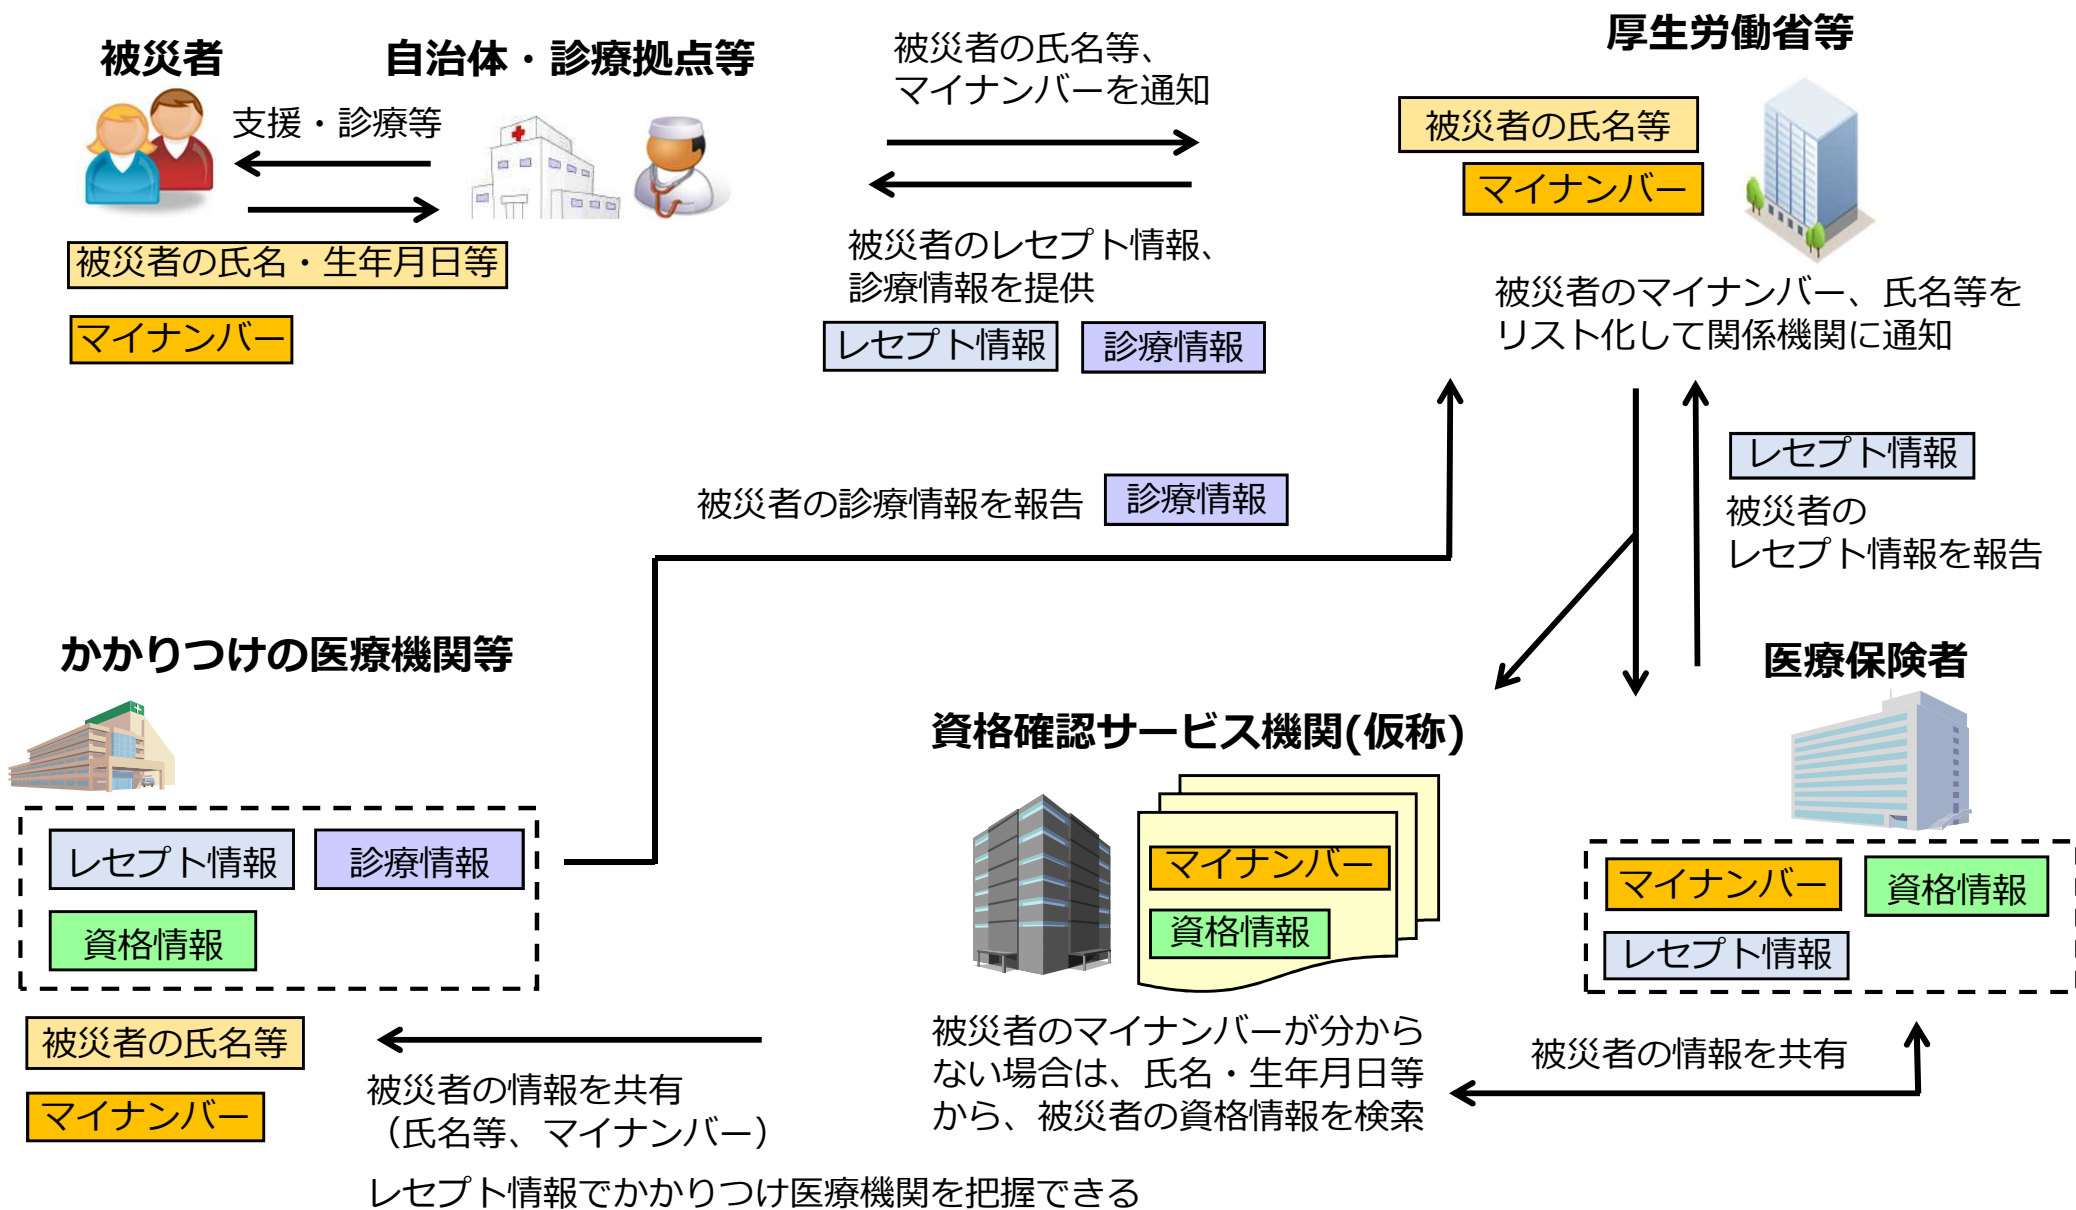 被災者
自治体・診療拠点等
支援・診療等
被災者の氏名・生年月日等
マイナンバー
被災者の氏名等、
マイナンバーを通知
被災者のレセプト情報、
診療情報を提供
レセプト情報
診療情報
厚生労働省等
被災者の氏名等
マイナンバー
被災者のマイナンバー、氏名等を
リスト化して関係機関に通知
被災者の診療情報を報告
診療情報
レセプト情報
被災者の
レセプト情報を報告
かかりつけの医療機関等
レセプト情報
診療情報
資格情報
被災者の氏名等
マイナンバー
資格確認サービス機関(仮称)
マイナンバー
資格情報
被災者のマイナンバーが分から
ない場合は、氏名・生年月日等
から、被災者の資格情報を検索
医療保険者
マイナンバー
資格情報
レセプト情報
被災者の情報を共有
被災者の情報を共有
（氏名等、マイナンバー）
レセプト情報でかかりつけ医療機関を把握できる